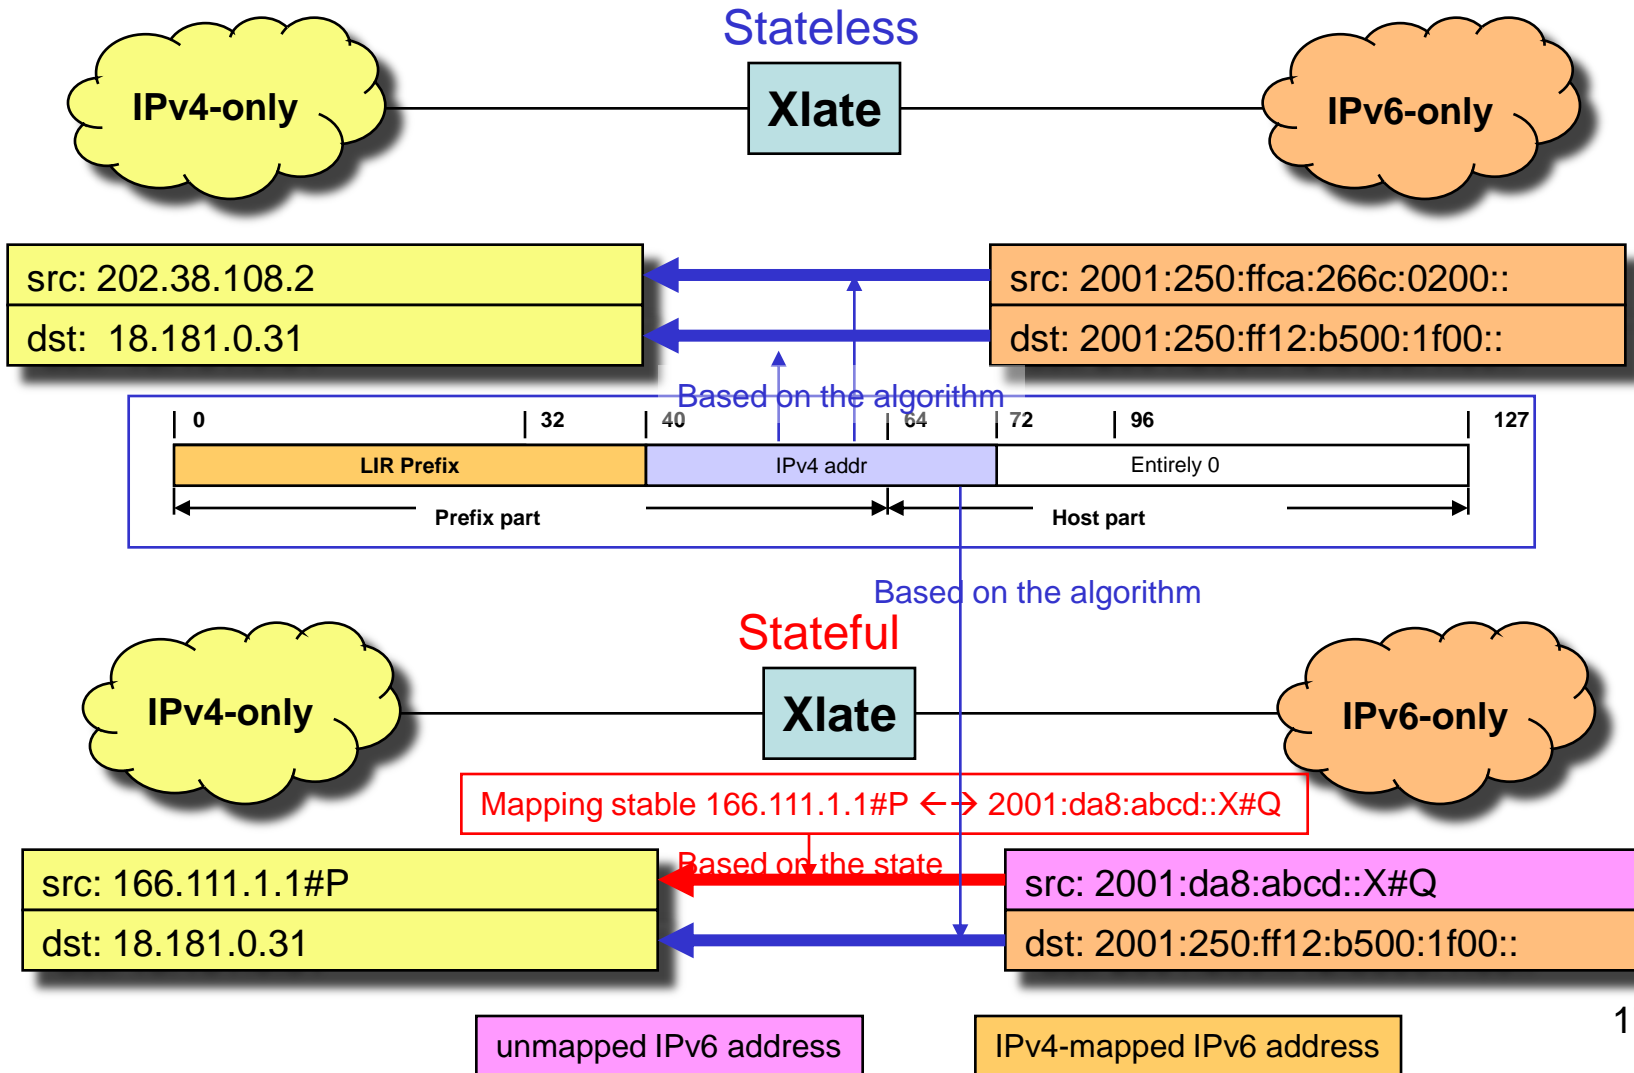 Stateless
IPv4-only
Xlate
IPv6-only
src: 202.38.108.2
src: 2001:250:ffca:266c:0200::
dst: 18.181.0.31
dst: 2001:250:ff12:b500:1f00::
Based on the algorithm
0 32 40 64 72 96 127
LIR Prefix IPv4 addr Entirely 0
Prefix part Host part
Based on the algorithm
Stateful
IPv4-only
Xlate
IPv6-only
Mapping stable 166.111.1.1#P ←→ 2001:da8:abcd::X#Q
Based on the state
src: 166.111.1.1#P
src: 2001:da8:abcd::X#Q
dst: 18.181.0.31
dst: 2001:250:ff12:b500:1f00::
1
unmapped IPv6 address
IPv4-mapped IPv6 address